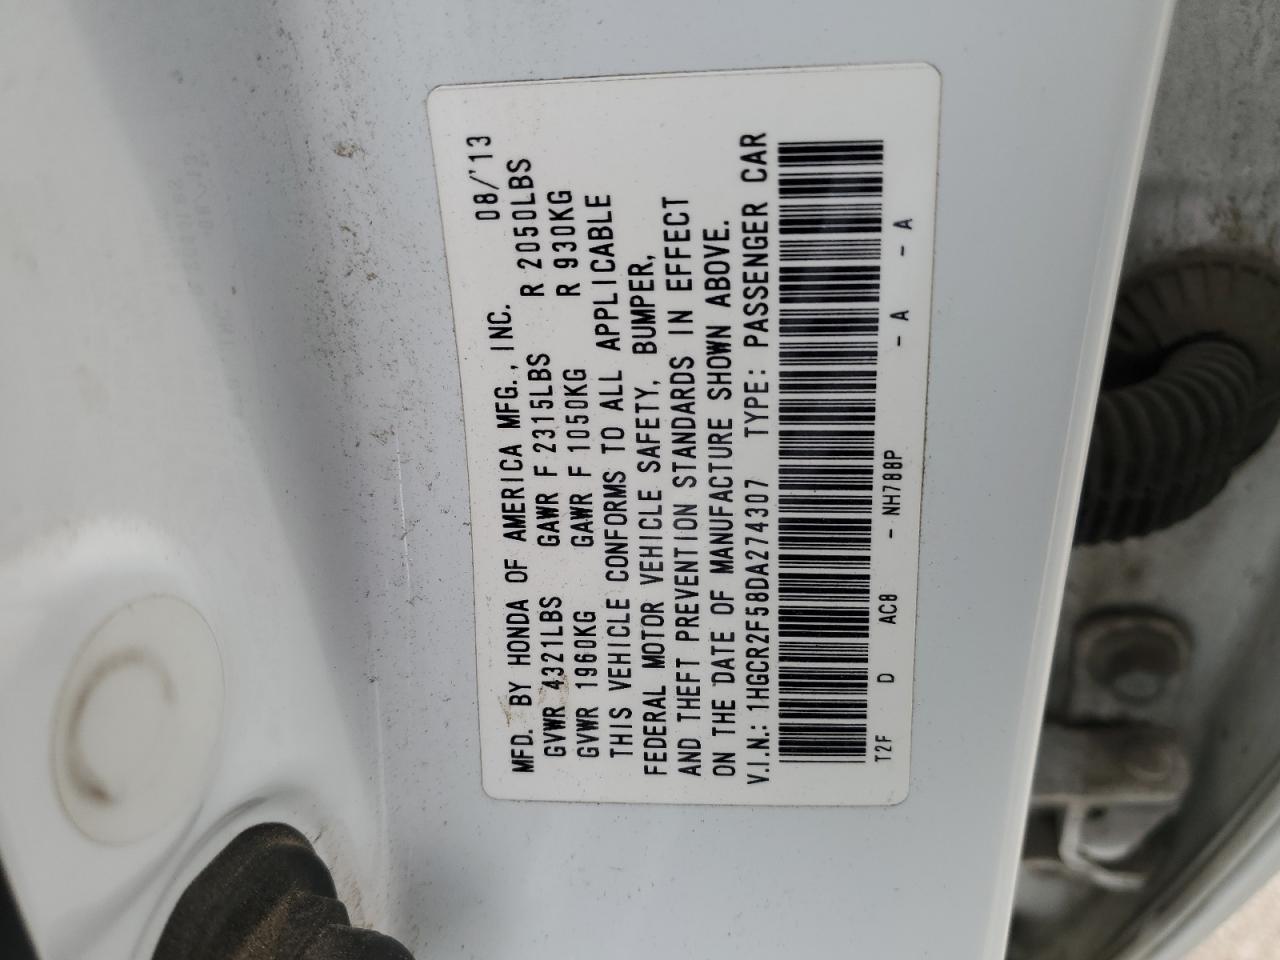 MFD. BY HONDA OF AMERICA MFG., INC. 08/'13
GVWR 4321LBS GAWR F 2315LBS R 2050LBS
GVWR 1960KG GAWR F 1050KG R 930KG
THIS VEHICLE CONFORMS TO ALL APPLICABLE
FEDERAL MOTOR VEHICLE SAFETY, BUMPER,
AND THEFT PREVENTION STANDARDS IN EFFECT
ON THE DATE OF MANUFACTURE SHOWN ABOVE.
V.I.N.: 1HGCR2F58DA274307 TYPE: PASSENGER CAR
T2F D AC8 - NH788P - A - A